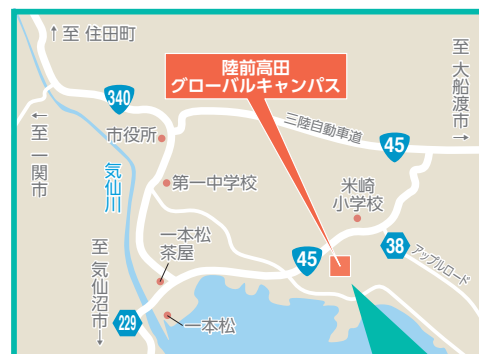 ↑至 住田町
陸前高田
グローバルキャンパス
至 大船渡市→
340
三陸自動車道
45
←至 一関市
市役所
気仙川
第一中学校
米崎
小学校
一本松
茶屋
45
38
アップルロード
至 気仙沼市→
229
一本松